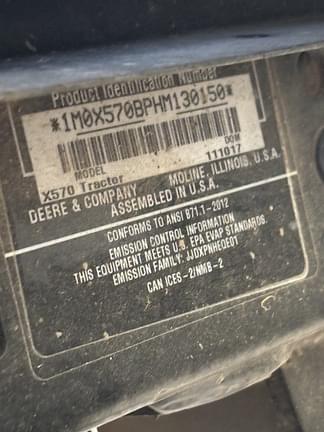 Product Identification Number
*1M0X570BPHM130150*
MODEL DOM
X570 Tractor 111017
DEERE & COMPANY MOLINE, ILLINOIS, U.S.A.
ASSEMBLED IN U.S.A.
CONFORMS TO ANSI B71.1-2012
EMISSION CONTROL INFORMATION
THIS EQUIPMENT MEETS U.S. EPA EVAP STANDARDS
EMISSION FAMILY: JJDXPNHEQE01
CAN ICES-2/NMB-2